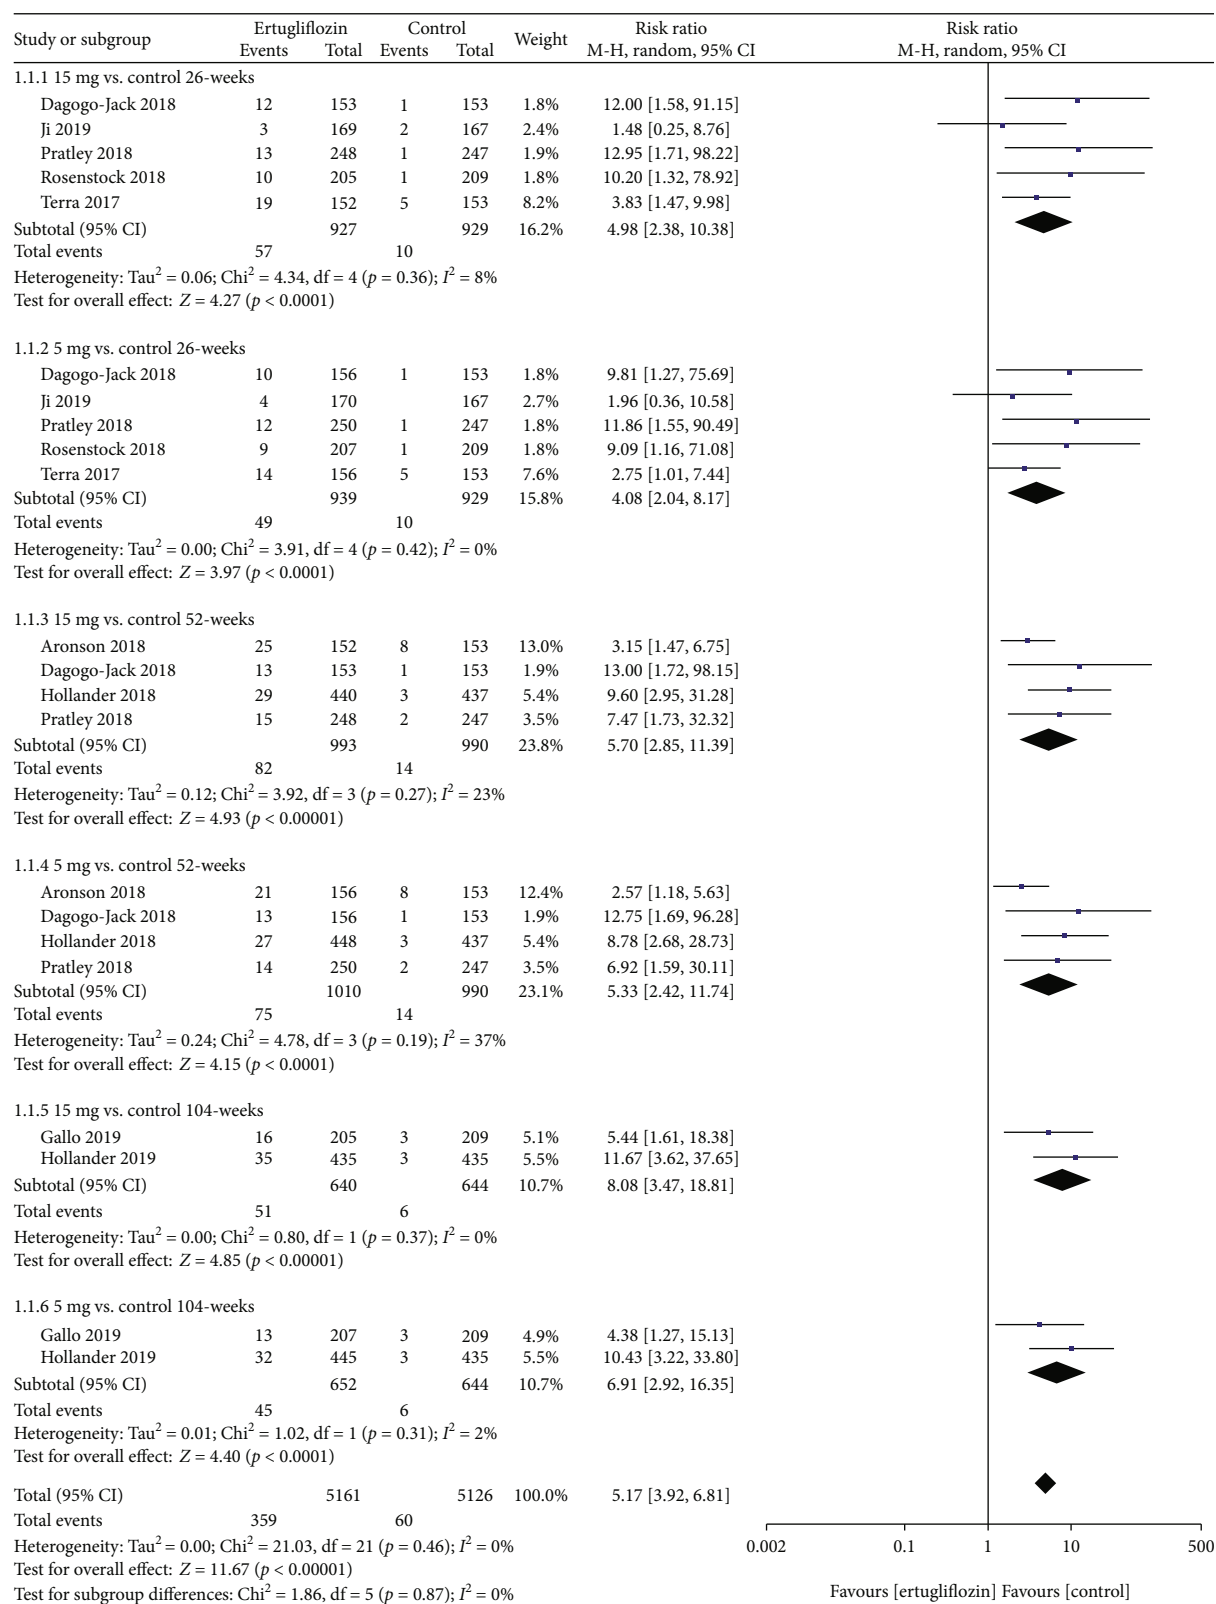 Study or subgroup Ertugliflozin Control Weight Risk ratio Risk ratio
Events Total Events Total M-H, random, 95% CI M-H, random, 95% CI
1.1.1 15 mg vs. control 26-weeks
Dagogo-Jack 2018 12 153 1 153 1.8% 12.00 [1.58, 91.15]
Ji 2019 3 169 2 167 2.4% 1.48 [0.25, 8.76]
Pratley 2018 13 248 1 247 1.9% 12.95 [1.71, 98.22]
Rosenstock 2018 10 205 1 209 1.8% 10.20 [1.32, 78.92]
Terra 2017 19 152 5 153 8.2% 3.83 [1.47, 9.98]
Subtotal (95% CI) 927 929 16.2% 4.98 [2.38, 10.38]
Total events 57 10
Heterogeneity: Tau² = 0.06; Chi² = 4.34, df = 4 (p = 0.36); I² = 8%
Test for overall effect: Z = 4.27 (p < 0.0001)
1.1.2 5 mg vs. control 26-weeks
Dagogo-Jack 2018 10 156 1 153 1.8% 9.81 [1.27, 75.69]
Ji 2019 4 170 167 2.7% 1.96 [0.36, 10.58]
Pratley 2018 12 250 1 247 1.8% 11.86 [1.55, 90.49]
Rosenstock 2018 9 207 1 209 1.8% 9.09 [1.16, 71.08]
Terra 2017 14 156 5 153 7.6% 2.75 [1.01, 7.44]
Subtotal (95% CI) 939 929 15.8% 4.08 [2.04, 8.17]
Total events 49 10
Heterogeneity: Tau² = 0.00; Chi² = 3.91, df = 4 (p = 0.42); I² = 0%
Test for overall effect: Z = 3.97 (p < 0.0001)
1.1.3 15 mg vs. control 52-weeks
Aronson 2018 25 152 8 153 13.0% 3.15 [1.47, 6.75]
Dagogo-Jack 2018 13 153 1 153 1.9% 13.00 [1.72, 98.15]
Hollander 2018 29 440 3 437 5.4% 9.60 [2.95, 31.28]
Pratley 2018 15 248 2 247 3.5% 7.47 [1.73, 32.32]
Subtotal (95% CI) 993 990 23.8% 5.70 [2.85, 11.39]
Total events 82 14
Heterogeneity: Tau² = 0.12; Chi² = 3.92, df = 3 (p = 0.27); I² = 23%
Test for overall effect: Z = 4.93 (p < 0.00001)
1.1.4 5 mg vs. control 52-weeks
Aronson 2018 21 156 8 153 12.4% 2.57 [1.18, 5.63]
Dagogo-Jack 2018 13 156 1 153 1.9% 12.75 [1.69, 96.28]
Hollander 2018 27 448 3 437 5.4% 8.78 [2.68, 28.73]
Pratley 2018 14 250 2 247 3.5% 6.92 [1.59, 30.11]
Subtotal (95% CI) 1010 990 23.1% 5.33 [2.42, 11.74]
Total events 75 14
Heterogeneity: Tau² = 0.24; Chi² = 4.78, df = 3 (p = 0.19); I² = 37%
Test for overall effect: Z = 4.15 (p < 0.0001)
1.1.5 15 mg vs. control 104-weeks
Gallo 2019 16 205 3 209 5.1% 5.44 [1.61, 18.38]
Hollander 2019 35 435 3 435 5.5% 11.67 [3.62, 37.65]
Subtotal (95% CI) 640 644 10.7% 8.08 [3.47, 18.81]
Total events 51 6
Heterogeneity: Tau² = 0.00; Chi² = 0.80, df = 1 (p = 0.37); I² = 0%
Test for overall effect: Z = 4.85 (p < 0.00001)
1.1.6 5 mg vs. control 104-weeks
Gallo 2019 13 207 3 209 4.9% 4.38 [1.27, 15.13]
Hollander 2019 32 445 3 435 5.5% 10.43 [3.22, 33.80]
Subtotal (95% CI) 652 644 10.7% 6.91 [2.92, 16.35]
Total events 45 6
Heterogeneity: Tau² = 0.01; Chi² = 1.02, df = 1 (p = 0.31); I² = 2%
Test for overall effect: Z = 4.40 (p < 0.0001)
Total (95% CI) 5161 5126 100.0% 5.17 [3.92, 6.81]
Total events 359 60
Heterogeneity: Tau² = 0.00; Chi² = 21.03, df = 21 (p = 0.46); I² = 0%
Test for overall effect: Z = 11.67 (p < 0.00001)
Test for subgroup differences: Chi² = 1.86, df = 5 (p = 0.87); I² = 0%
0.002 0.1 1 10 500
Favours [ertugliflozin] Favours [control]